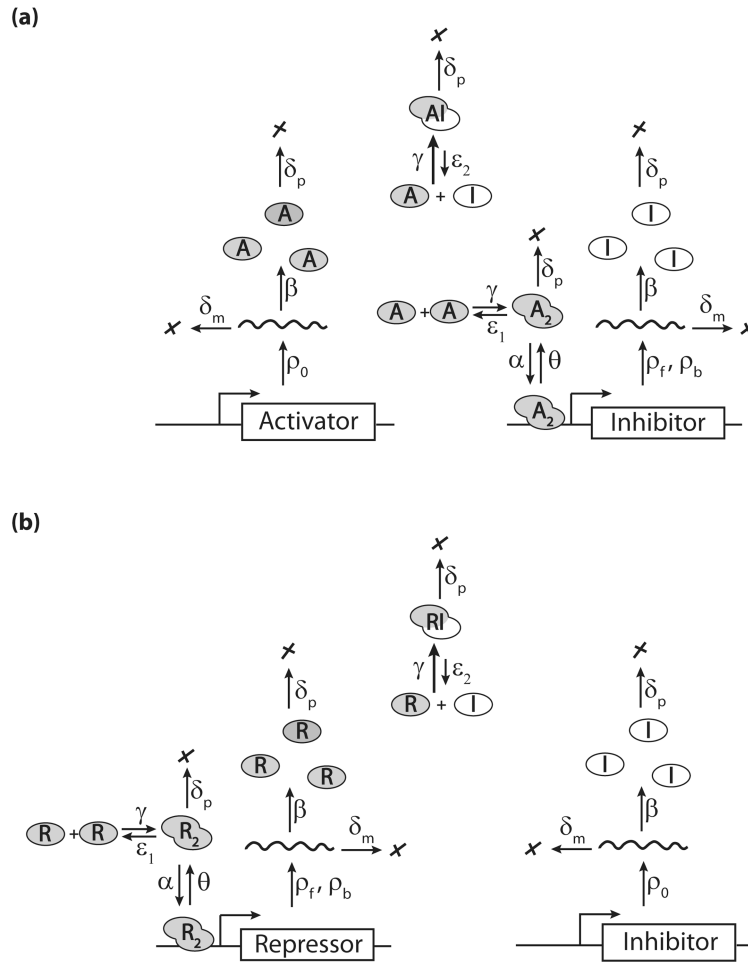 (a)
δp
AI
γ ε2
A + I
δp
A
A A
β
δm
ρ0
Activator
δp
γ
A + A A2
ε1
α θ
A2
δp
I
I I
β
δm
ρf, ρb
Inhibitor
(b)
δp
RI
γ ε2
R + I
δp
γ
R + R R2
ε1
α θ
R2
δp
R
R R
β
δm
ρf, ρb
Repressor
δp
I
I I
β
δm
ρ0
Inhibitor